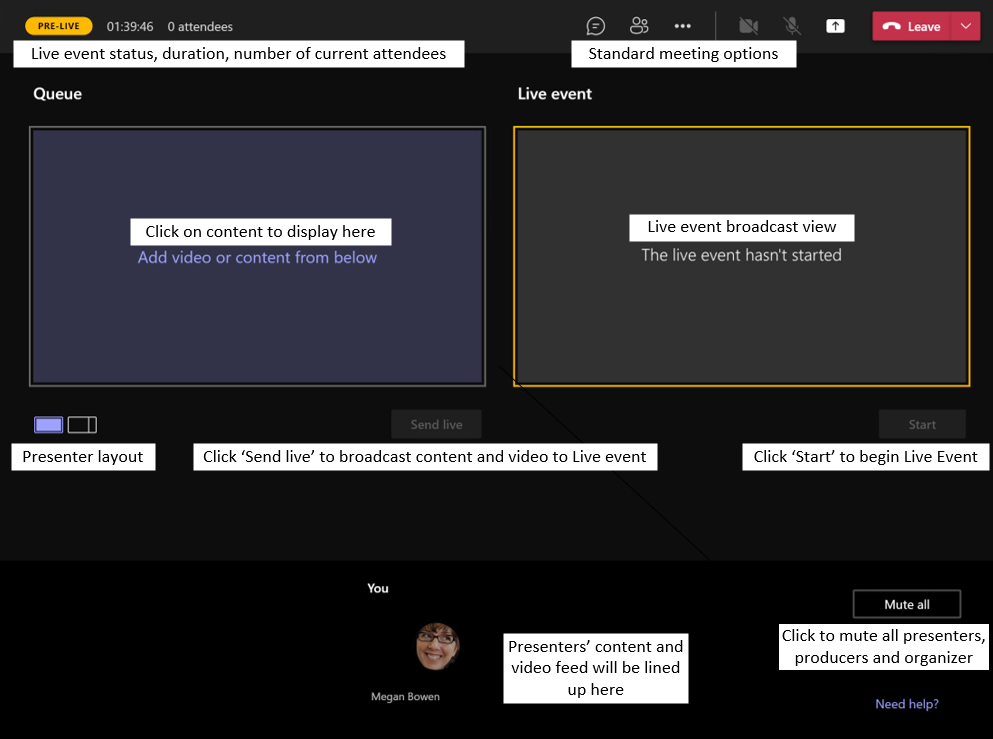 PRE-LIVE 01:39:46 0 attendees Leave
Live event status, duration, number of current attendees
Standard meeting options
Queue
Live event
Click on content to display here
Add video or content from below
Live event broadcast view
The live event hasn't started
Send live
Start
Presenter layout
Click ‘Send live’ to broadcast content and video to Live event
Click ‘Start’ to begin Live Event
You
Megan Bowen
Presenters’ content and
video feed will be lined
up here
Mute all
Click to mute all presenters,
producers and organizer
Need help?